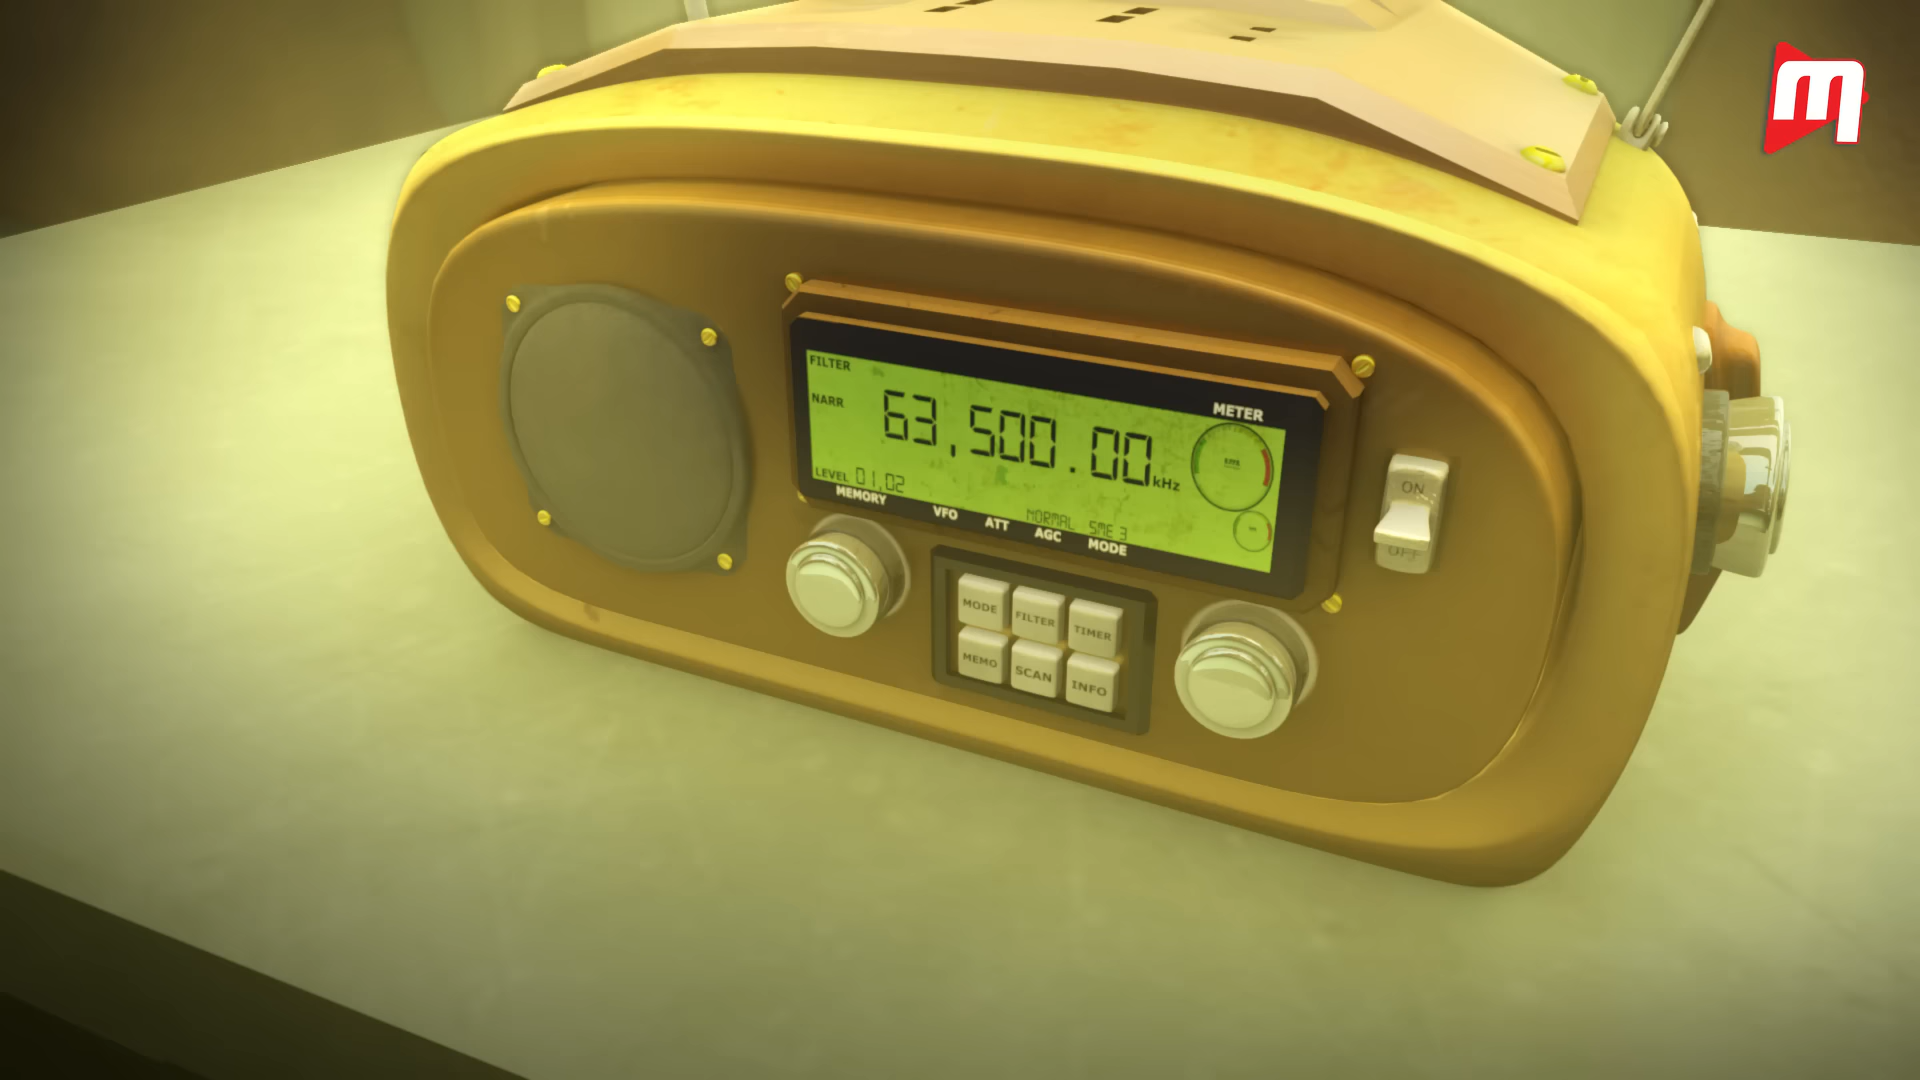 m
METER
FILTER
NARR
63,500.00 kHz
LEVEL 01,02
NORMAL SME 3
MEMORY VFO ATT AGC MODE
ON
OFF
MODE FILTER TIMER
MEMO SCAN INFO